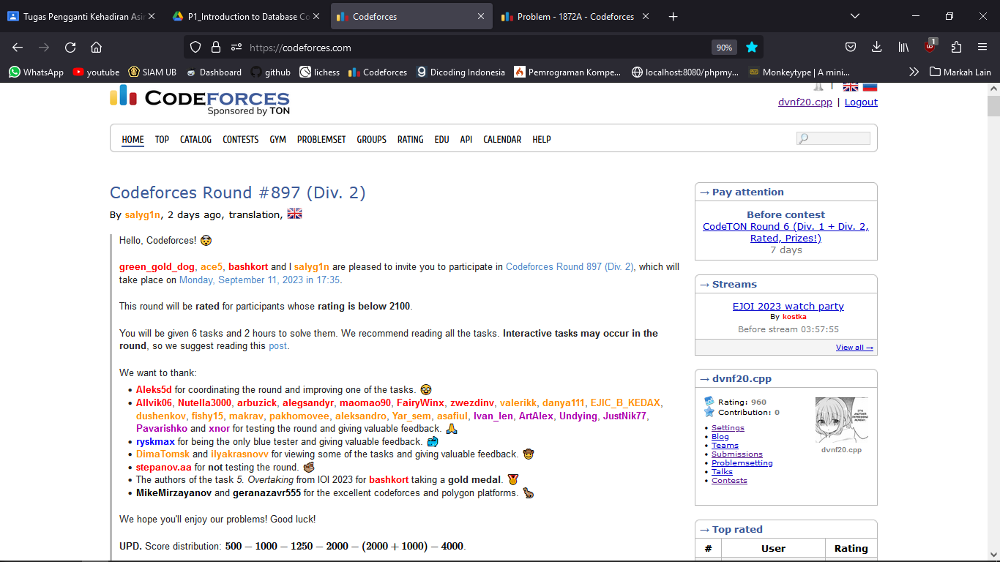 Tugas Pengganti Kehadiran Asin
P1_Introduction to Database Co
Codeforces
Problem - 1872A - Codeforces
https://codeforces.com
90%
1
WhatsApp
youtube
SIAM UB
Dashboard
github
lichess
Codeforces
Dicoding Indonesia
Pemrograman Kompe...
localhost:8080/phpmy...
Monkeytype | A mini...
Markah Lain
CODEFORCES
Sponsored by TON
|
dvnf20.cpp | Logout
HOME TOP CATALOG CONTESTS GYM PROBLEMSET GROUPS RATING EDU API CALENDAR HELP
Codeforces Round #897 (Div. 2)
By salyg1n, 2 days ago, translation,
Hello, Codeforces!
green_gold_dog, ace5, bashkort and I salyg1n are pleased to invite you to participate in Codeforces Round 897 (Div. 2), which will
take place on Monday, September 11, 2023 in 17:35.
This round will be rated for participants whose rating is below 2100.
You will be given 6 tasks and 2 hours to solve them. We recommend reading all the tasks. Interactive tasks may occur in the
round, so we suggest reading this post.
We want to thank:
• Aleks5d for coordinating the round and improving one of the tasks.
• Allvik06, Nutella3000, arbuzick, alegsandyr, maomao90, FairyWinx, zwezdinv, valerikk, danya111, EJIC_B_KEDAX,
dushenkov, fishy15, makrav, pakhomovee, aleksandro, Yar_sem, asafiul, Ivan_len, ArtAlex, Undying, JustNik77,
Pavarishko and xnor for testing the round and giving valuable feedback.
• ryskmax for being the only blue tester and giving valuable feedback.
• DimaTomsk and ilyakrasnovv for viewing some of the tasks and giving valuable feedback.
• stepanov.aa for not testing the round.
• The authors of the task 5. Overtaking from IOI 2023 for bashkort taking a gold medal.
• MikeMirzayanov and geranazavr555 for the excellent codeforces and polygon platforms.
We hope you'll enjoy our problems! Good luck!
UPD. Score distribution: 500 − 1000 − 1250 − 2000 − (2000 + 1000) − 4000.
→ Pay attention
Before contest
CodeTON Round 6 (Div. 1 + Div. 2,
Rated, Prizes!)
7 days
→ Streams
EJOI 2023 watch party
By kostka
Before stream 03:57:55
View all →
→ dvnf20.cpp
Rating: 960
Contribution: 0
• Settings
• Blog
• Teams
• Submissions
• Problemsetting
• Talks
• Contests
IT'S ANOTHER DEPRESSING MONDAY.
dvnf20.cpp
→ Top rated
# User Rating